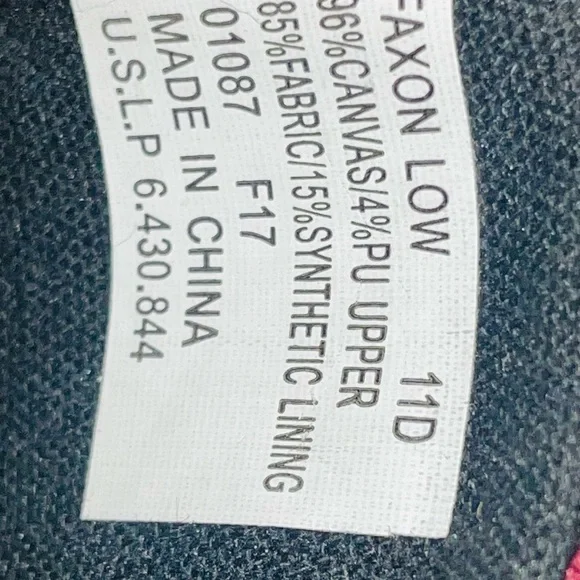 FAXON LOW 11D
96%CANVAS/4%PU UPPER
85%FABRIC/15%SYNTHETIC LINING
01087 F17
MADE IN CHINA
U.S.L.P 6.430.844